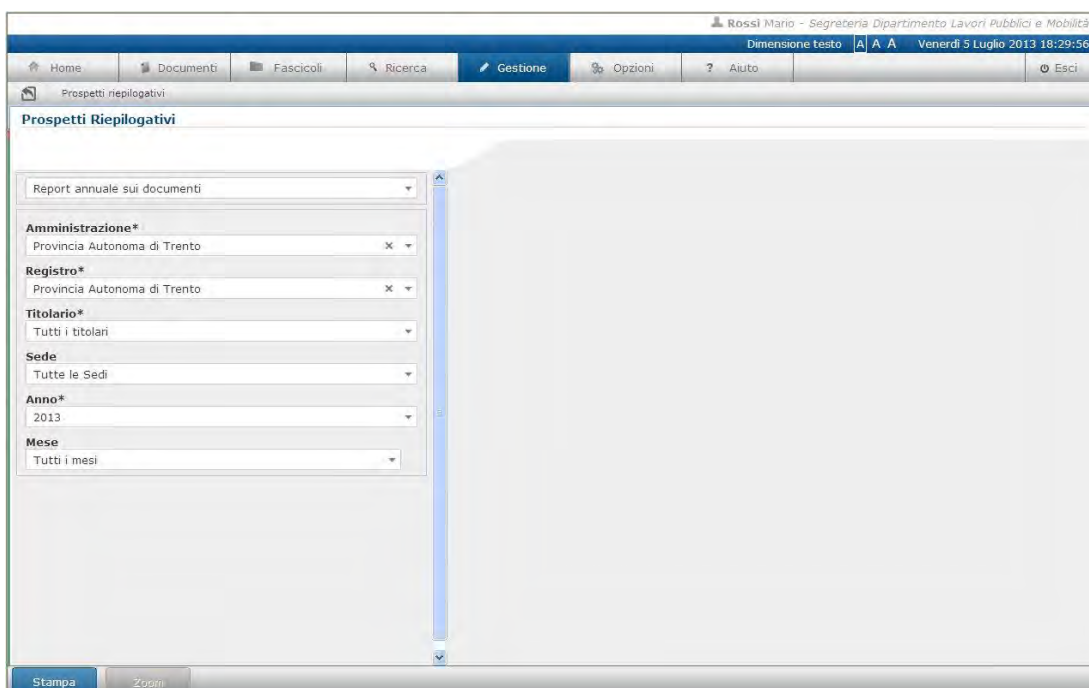 Rossi Mario - Segreteria Dipartimento Lavori Pubblici e Mobilità
Dimensione testo A A A Venerdì 5 Luglio 2013 18:29:56
Home Documenti Fascicoli Ricerca Gestione Opzioni ? Aiuto Esci
Prospetti riepilogativi
Prospetti Riepilogativi
Report annuale sui documenti
Amministrazione*
Provincia Autonoma di Trento
Registro*
Provincia Autonoma di Trento
Titolario*
Tutti i titolari
Sede
Tutte le Sedi
Anno*
2013
Mese
Tutti i mesi
Stampa Zoom